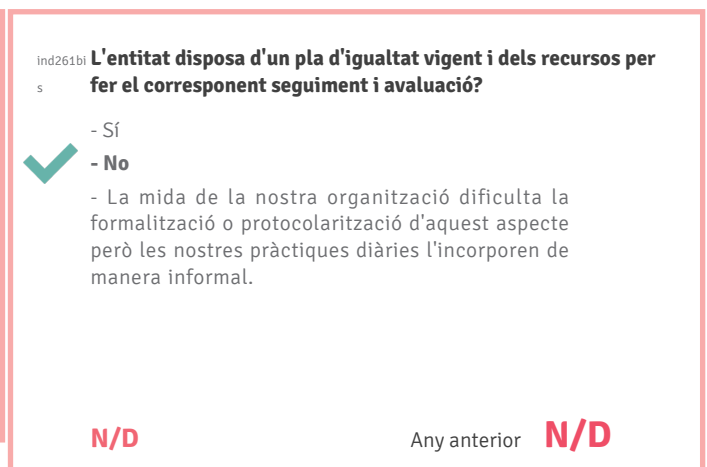 ind261bi L'entitat disposa d'un pla d'igualtat vigent i dels recursos per
s fer el corresponent seguiment i avaluació?
- Sí
- No
- La mida de la nostra organització dificulta la
formalització o protocolarització d'aquest aspecte
però les nostres pràctiques diàries l'incorporen de
manera informal.
N/D Any anterior N/D